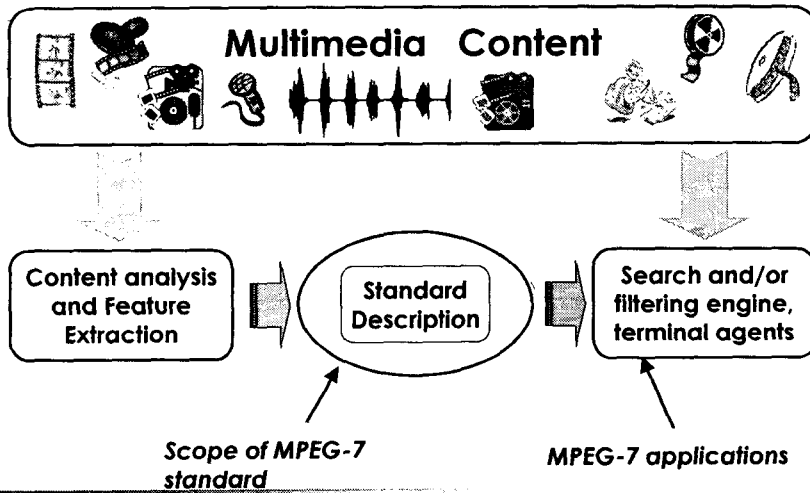 Multimedia Content
Content analysis
and Feature
Extraction
Standard
Description
Search and/or
filtering engine,
terminal agents
Scope of MPEG-7
standard
MPEG-7 applications